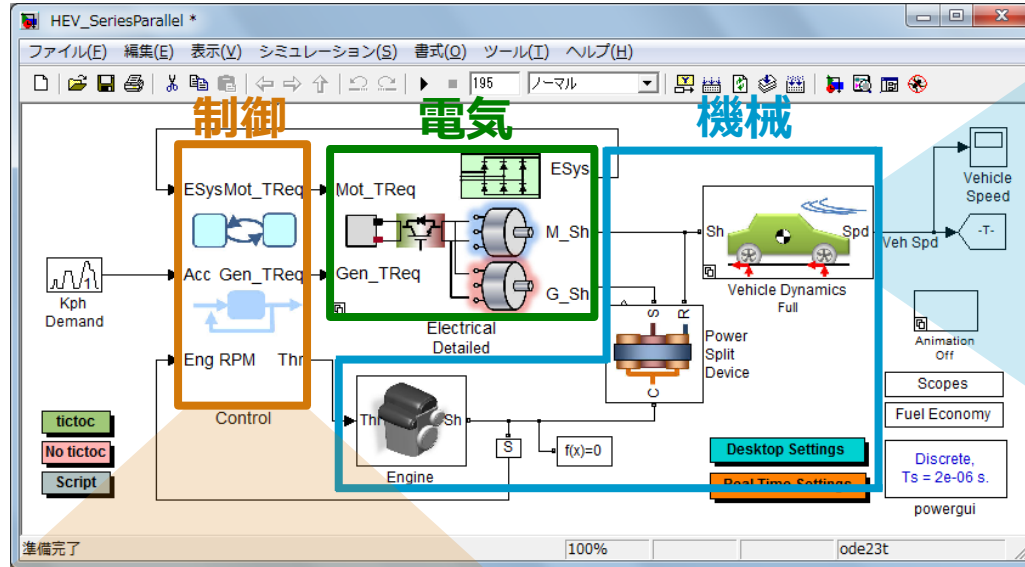 HEV_SeriesParallel *
ファイル(F) 編集(E) 表示(V) シミュレーション(S) 書式(O) ツール(T) ヘルプ(H)
195 ノーマル
制御 電気 機械
ESys Mot_TReq
Mot_TReq
ESys
Vehicle
Speed
M_Sh
Sh Spd
Veh Spd
-T-
Kph
Demand
Acc Gen_TReq
Gen_TReq
G_Sh
Electrical
Detailed
Vehicle Dynamics
Full
S R
Power
Split
Device
C
Animation
Off
Eng RPM Thr
Control
Thr Sh
Engine
S
f(x)=0
Scopes
Fuel Economy
tictoc
No tictoc
Script
Desktop Settings
Real Time Settings
Discrete,
Ts = 2e-06 s.
powergui
準備完了 100% ode23t